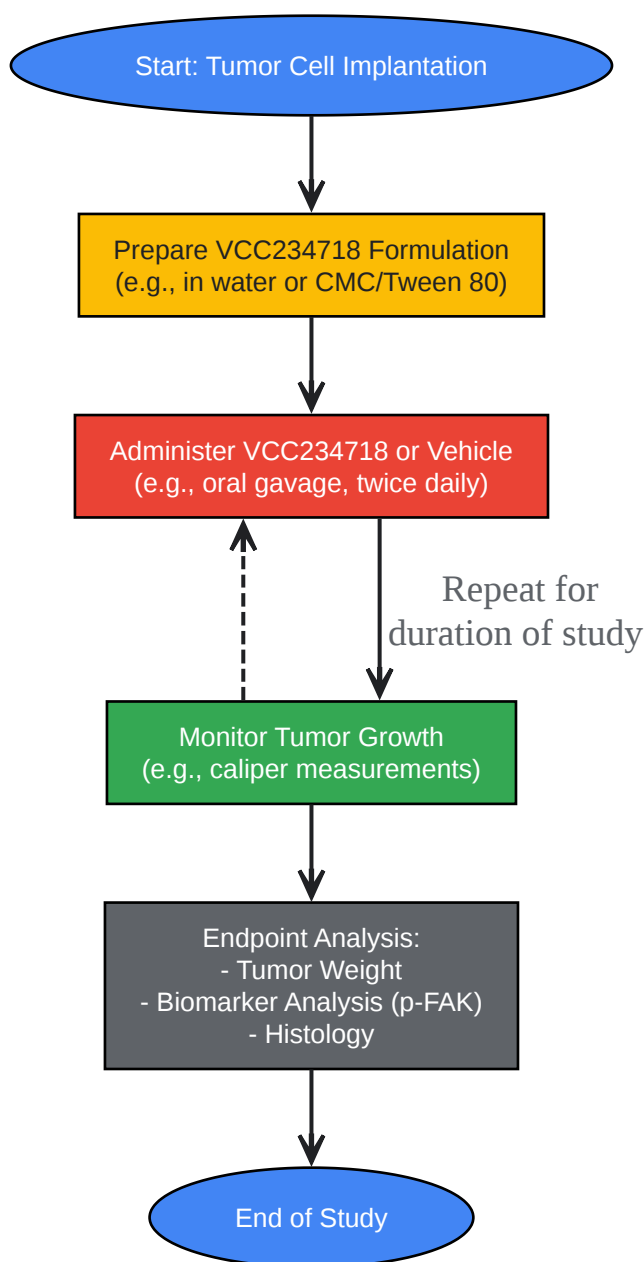 Start: Tumor Cell Implantation
Prepare VCC234718 Formulation
(e.g., in water or CMC/Tween 80)
Administer VCC234718 or Vehicle
(e.g., oral gavage, twice daily)
Repeat for
duration of study
Monitor Tumor Growth
(e.g., caliper measurements)
Endpoint Analysis:
- Tumor Weight
- Biomarker Analysis (p-FAK)
- Histology
End of Study